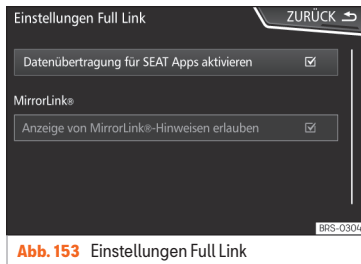 Einstellungen Full Link
ZURÜCK
Datenübertragung für SEAT Apps aktivieren
MirrorLink®
Anzeige von MirrorLink®-Hinweisen erlauben
BRS-0304
Abb. 153 Einstellungen Full Link